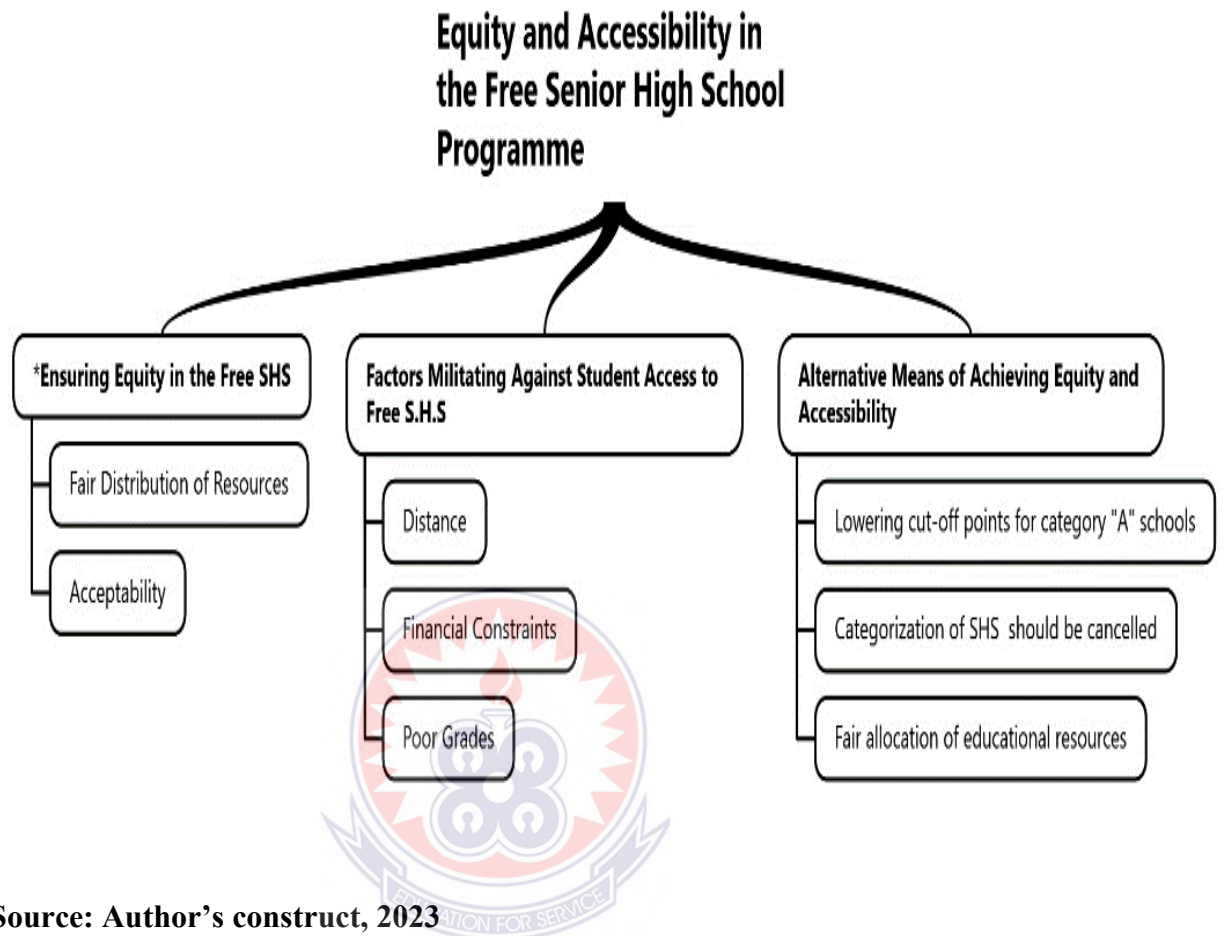 Equity and Accessibility in
the Free Senior High School
Programme
*Ensuring Equity in the Free SHS
Fair Distribution of Resources
Acceptability
Factors Militating Against Student Access to
Free S.H.S
Distance
Financial Constraints
Poor Grades
Alternative Means of Achieving Equity and
Accessibility
Lowering cut-off points for category "A" schools
Categorization of SHS should be cancelled
Fair allocation of educational resources
EDUCATION FOR SERVICE
Source: Author’s construct, 2023